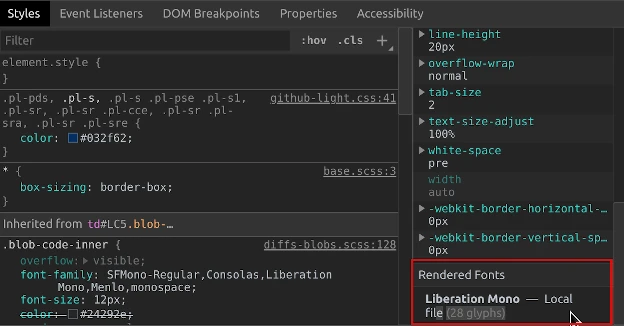 Styles
Event Listeners
DOM Breakpoints
Properties
Accessibility
Filter
:hov
.cls
+
element.style {
}
.pl-pds, .pl-s, .pl-s .pl-pse .pl-s1,
github-light.css:41
.pl-sr, .pl-sr .pl-cce, .pl-sr .pl-
sra, .pl-sr .pl-sre {
color: #032f62;
}
* {
base.scss:3
box-sizing: border-box;
}
Inherited from td#LC5.blob-…
.blob-code-inner {
diffs-blobs.scss:128
overflow: visible;
font-family: SFMono-Regular,Consolas,Liberation
Mono,Menlo,monospace;
font-size: 12px;
color: #24292e;
line-height
20px
overflow-wrap
normal
tab-size
2
text-size-adjust
100%
white-space
pre
width
auto
-webkit-border-horizontal-…
0px
-webkit-border-vertical-sp…
0px
Rendered Fonts
Liberation Mono — Local
file (28 glyphs)